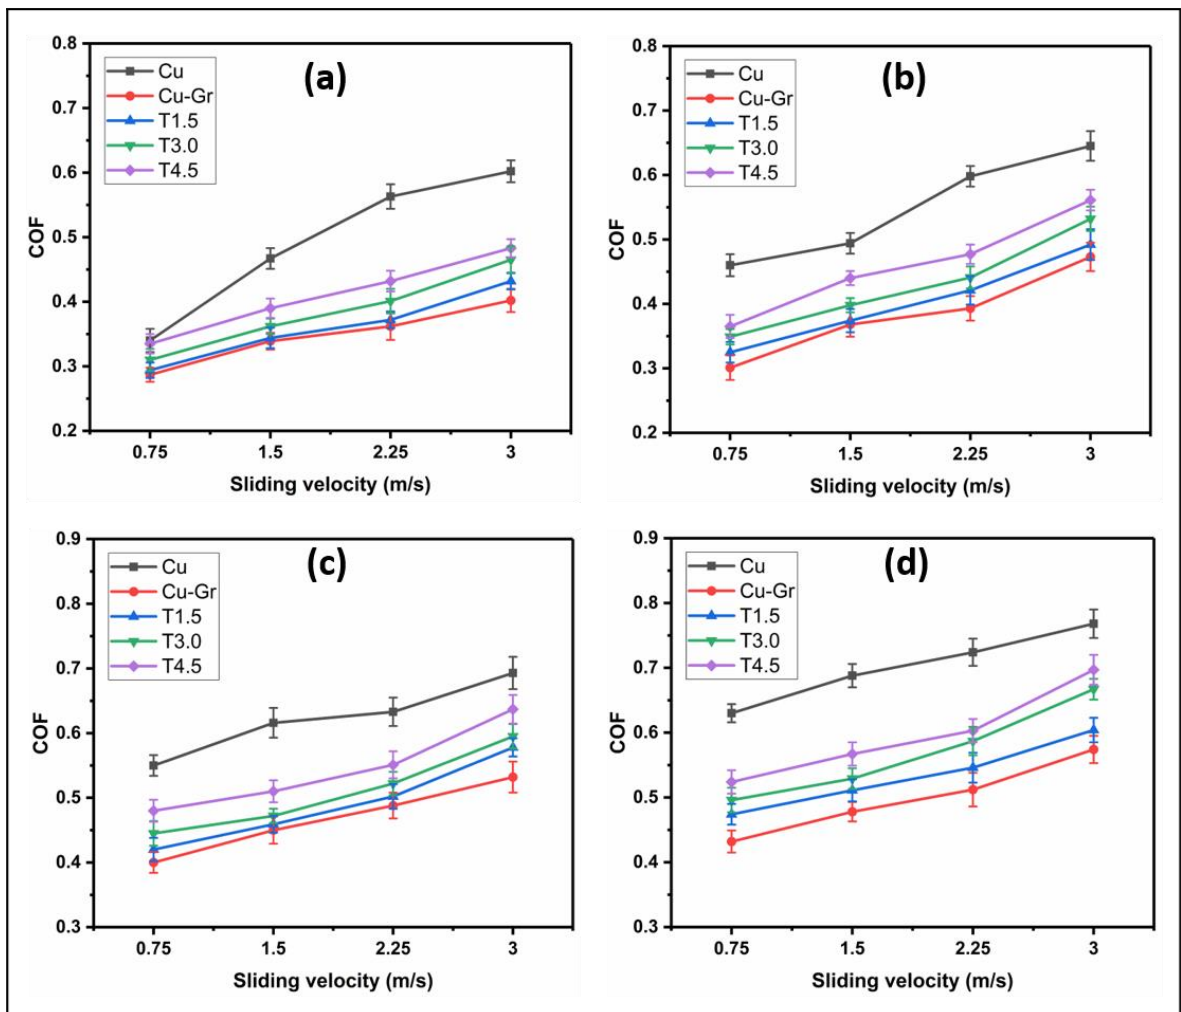 (a)
Cu
Cu-Gr
T1.5
T3.0
T4.5
0.8
0.7
0.6
0.5
0.4
0.3
0.2
COF
0.75 1.5 2.25 3
Sliding velocity (m/s)
(b)
Cu
Cu-Gr
T1.5
T3.0
T4.5
0.8
0.7
0.6
0.5
0.4
0.3
0.2
COF
0.75 1.5 2.25 3
Sliding velocity (m/s)
(c)
Cu
Cu-Gr
T1.5
T3.0
T4.5
0.9
0.8
0.7
0.6
0.5
0.4
0.3
COF
0.75 1.5 2.25 3
Sliding velocity (m/s)
(d)
Cu
Cu-Gr
T1.5
T3.0
T4.5
0.9
0.8
0.7
0.6
0.5
0.4
0.3
COF
0.75 1.5 2.25 3
Sliding velocity (m/s)